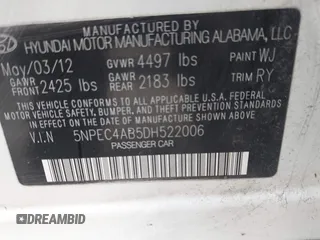 HYUNDAI MOTOR MANUFACTURING ALABAMA, LLC
May/03/12 GVWR 4497 lbs PAINT WJ
GAWR FRONT 2425 lbs GAWR REAR 2183 lbs TRIM RY
THIS VEHICLE CONFORMS TO ALL APPLICABLE U.S. FEDERAL MOTOR VEHICLE SAFETY, BUMPER, AND THEFT PREVENTION STANDARDS IN EFFECT ON THE DATE OF MANUFACTURE SHOWN ABOVE.
V.I.N 5NPEC4AB5DH522006
PASSENGER CAR
DREAMBID